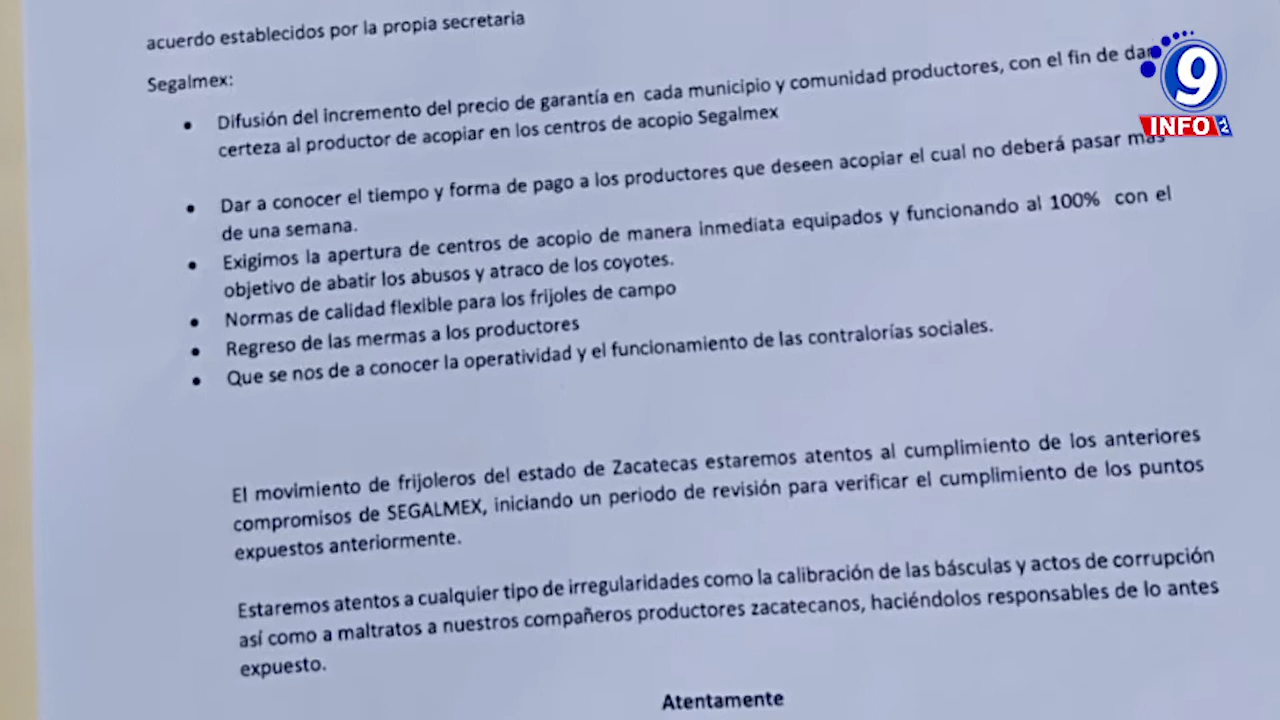 acuerdo establecidos por la propia secretaria
Segalmex:
• Difusión del incremento del precio de garantía en cada municipio y comunidad productores, con el fin de dar
certeza al productor de acopiar en los centros de acopio Segalmex
• Dar a conocer el tiempo y forma de pago a los productores que deseen acopiar el cual no deberá pasar mas
de una semana.
• Exigimos la apertura de centros de acopio de manera inmediata equipados y funcionando al 100% con el
objetivo de abatir los abusos y atraco de los coyotes.
• Normas de calidad flexible para los frijoles de campo
• Regreso de las mermas a los productores
• Que se nos de a conocer la operatividad y el funcionamiento de las contralorías sociales.
El movimiento de frijoleros del estado de Zacatecas estaremos atentos al cumplimiento de los anteriores
compromisos de SEGALMEX, iniciando un periodo de revisión para verificar el cumplimiento de los puntos
expuestos anteriormente.
Estaremos atentos a cualquier tipo de irregularidades como la calibración de las básculas y actos de corrupción
así como a maltratos a nuestros compañeros productores zacatecanos, haciéndolos responsables de lo antes
expuesto.
Atentamente
9
INFO TV